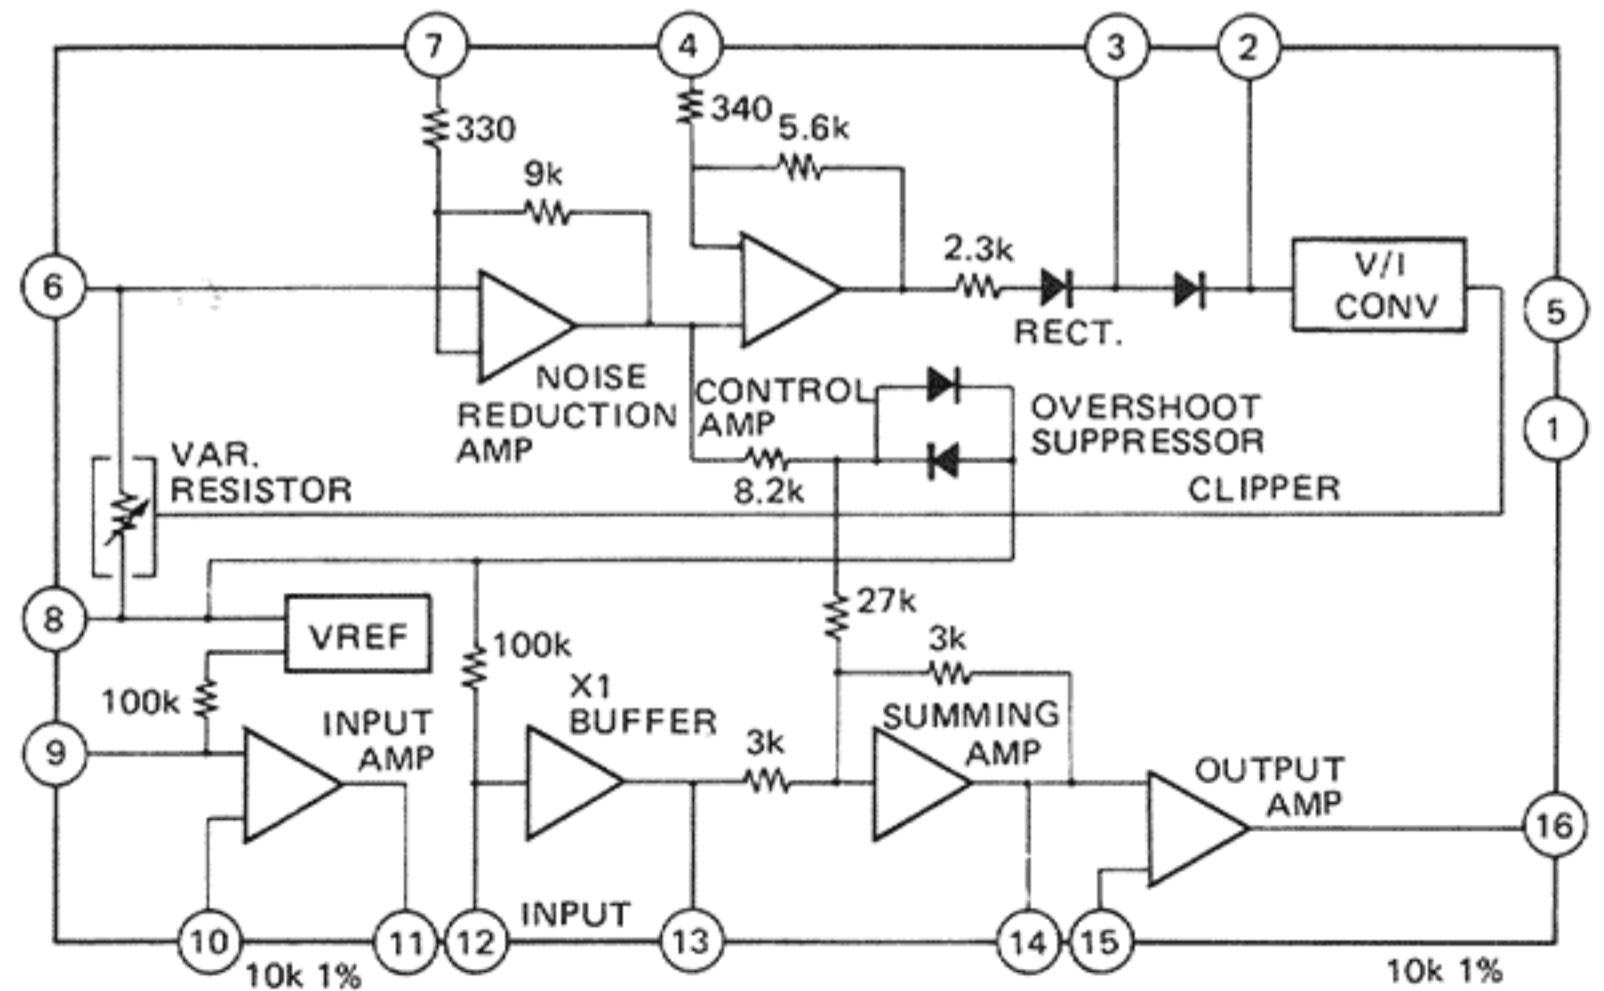 7
4
3
2
330
340
5.6k
9k
2.3k
V/I
CONV
6
5
RECT.
NOISE
REDUCTION
AMP
CONTROL
AMP
OVERSHOOT
SUPPRESSOR
1
VAR.
RESISTOR
8.2k
CLIPPER
8
VREF
27k
3k
100k
100k
X1
BUFFER
INPUT
AMP
SUMMING
AMP
3k
9
OUTPUT
AMP
16
INPUT
10
11
12
13
14
15
10k 1%
10k 1%